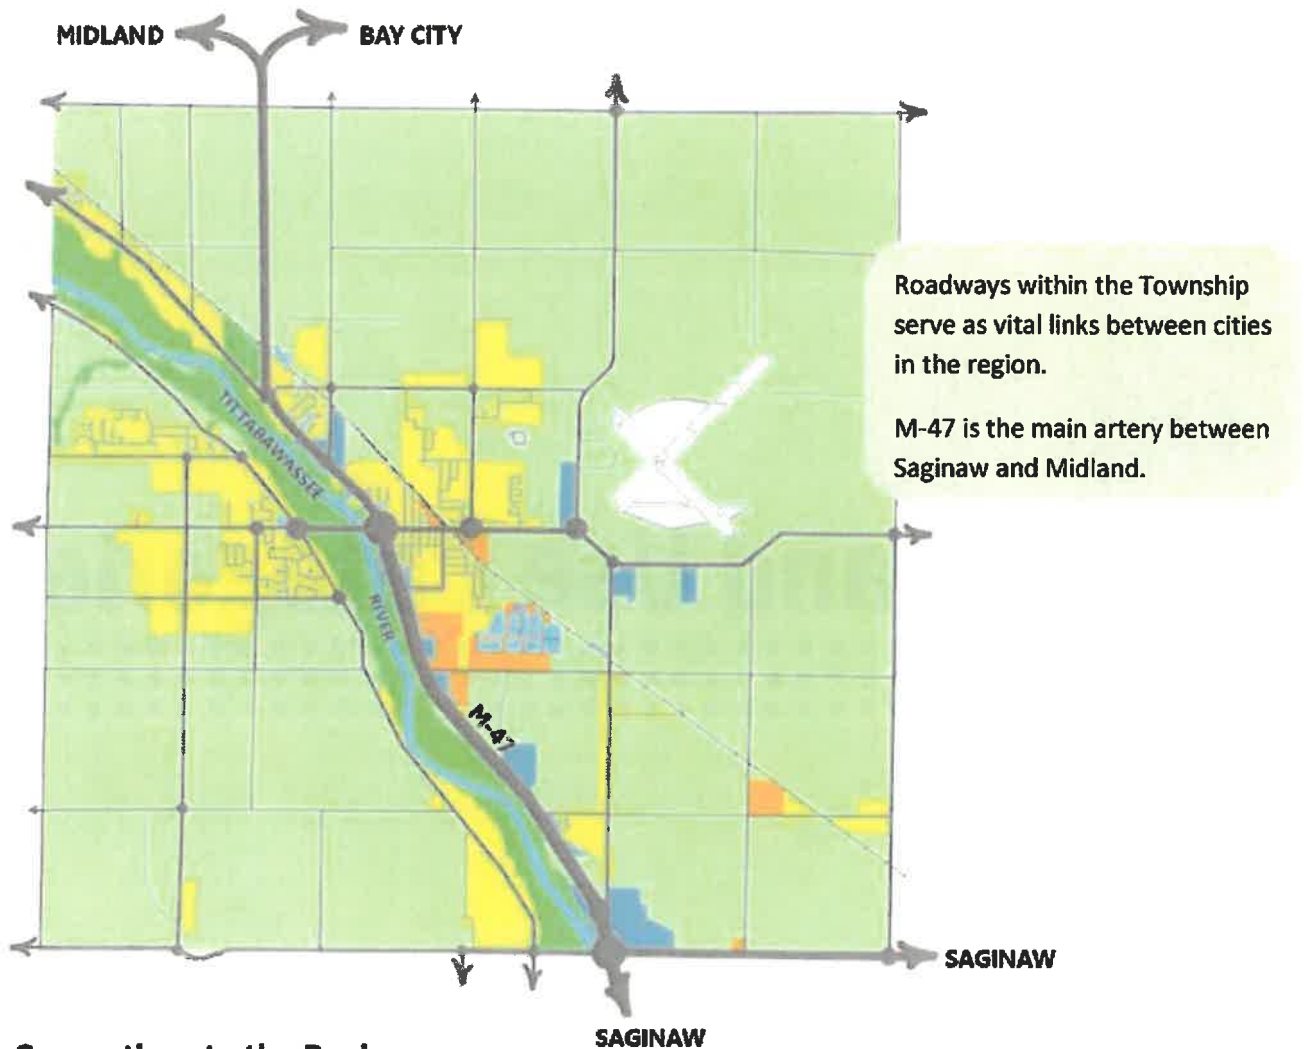 MIDLAND
BAY CITY
Roadways within the Township
serve as vital links between cities
in the region.
M-47 is the main artery between
Saginaw and Midland.
TITTABAWASSEE
RIVER
M-47
SAGINAW
SAGINAW